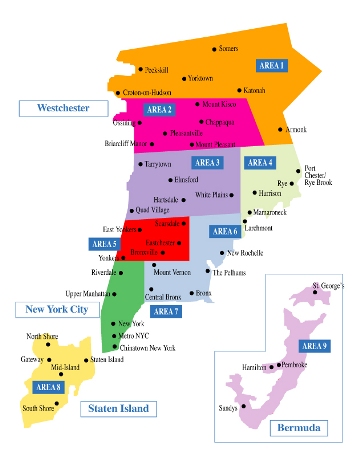 Somers
Peekskill
AREA 1
Yorktown
Katonah
Croton-on-Hudson
Westchester
AREA 2
Mount Kisco
Ossining
Chappaqua
Pleasantville
Armonk
Briarcliff Manor
Mount Pleasant
Tarrytown
AREA 3
AREA 4
Port
Chester/
Rye Brook
Elmsford
Rye
White Plains
Harrison
Hartsdale
Quad Village
Mamaroneck
Scarsdale
Larchmont
East Yonkers
AREA 6
AREA 5
Eastchester
Bronxville
New Rochelle
Yonkers
Riverdale
Mount Vernon
The Pelhams
St. George's
Upper Manhattan
Central Bronx
Bronx
New York City
AREA 7
New York
North Shore
Metro NYC
Chinatown New York
AREA 9
Gateway
Staten Island
Mid-Island
Hamilton
Pembroke
AREA 8
South Shore
Staten Island
Sandys
Bermuda